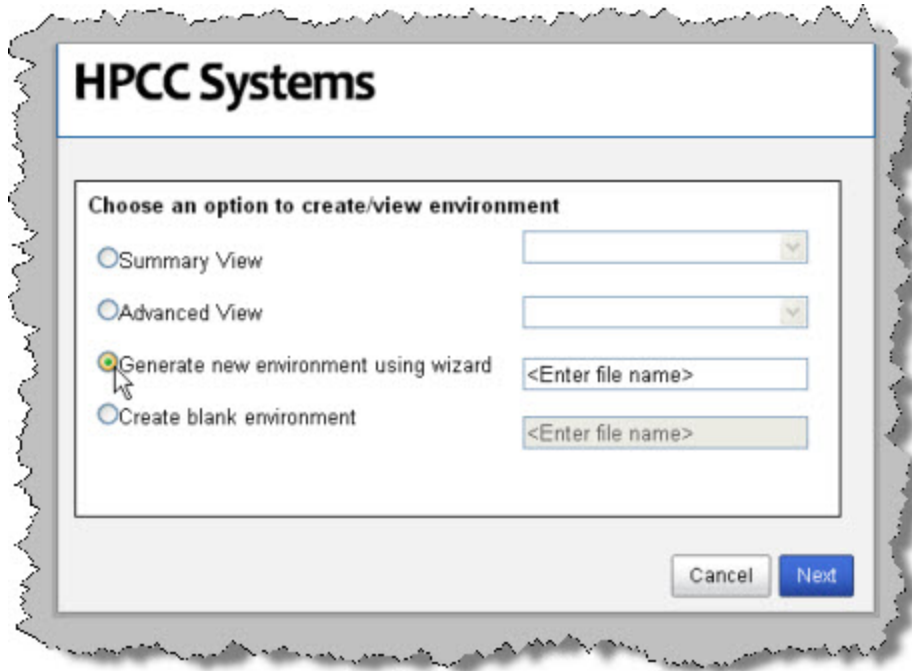 HPCC Systems
Choose an option to create/view environment
Summary View
Advanced View
Generate new environment using wizard
<Enter file name>
Create blank environment
<Enter file name>
Cancel
Next